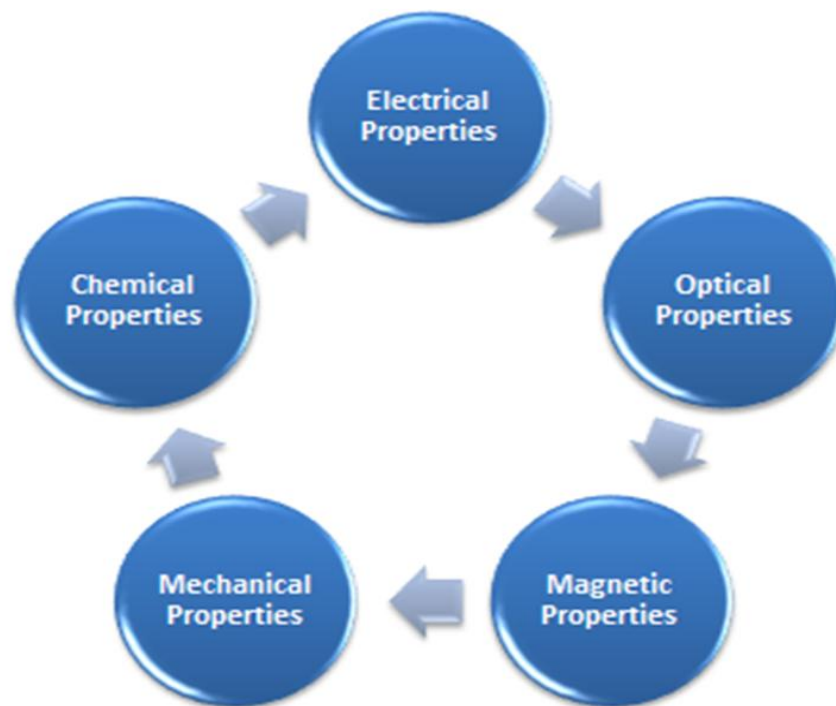 Electrical
Properties
Optical
Properties
Magnetic
Properties
Mechanical
Properties
Chemical
Properties